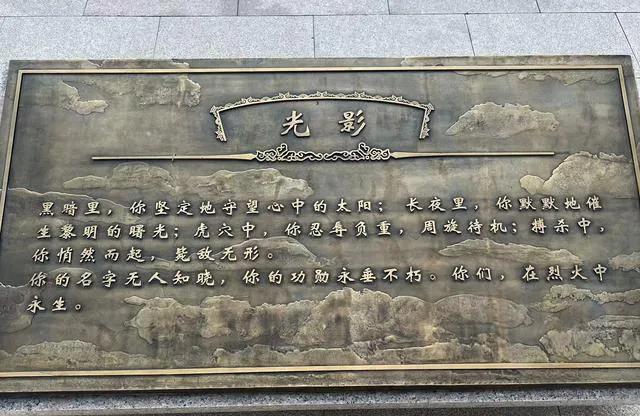 光影
黑暗里，你坚定地守望心中的太阳；长夜里，你默默地催
生黎明的曙光；虎穴中，你忍辱负重，周旋待机；搏杀中，
你悄然而起，毙敌无形。
你的名字无人知晓，你的功勋永垂不朽。你们，在烈火中
永生。